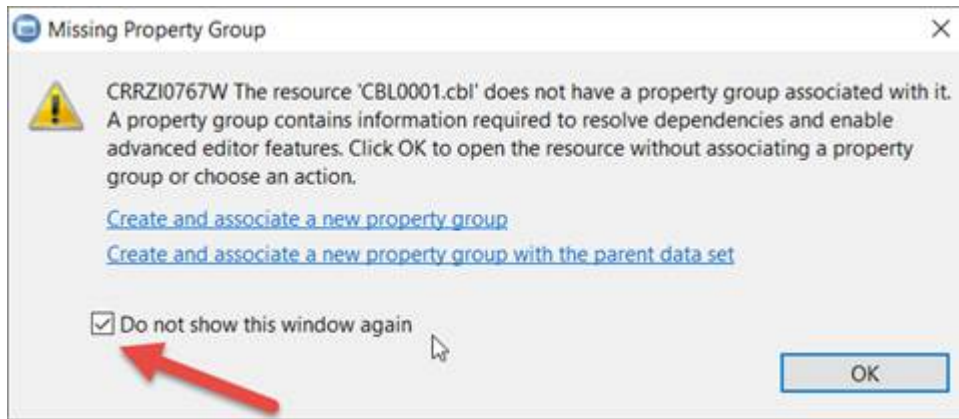 Missing Property Group
CRRZI0767W The resource 'CBL0001.cbl' does not have a property group associated with it.
A property group contains information required to resolve dependencies and enable
advanced editor features. Click OK to open the resource without associating a property
group or choose an action.
Create and associate a new property group
Create and associate a new property group with the parent data set
Do not show this window again
OK